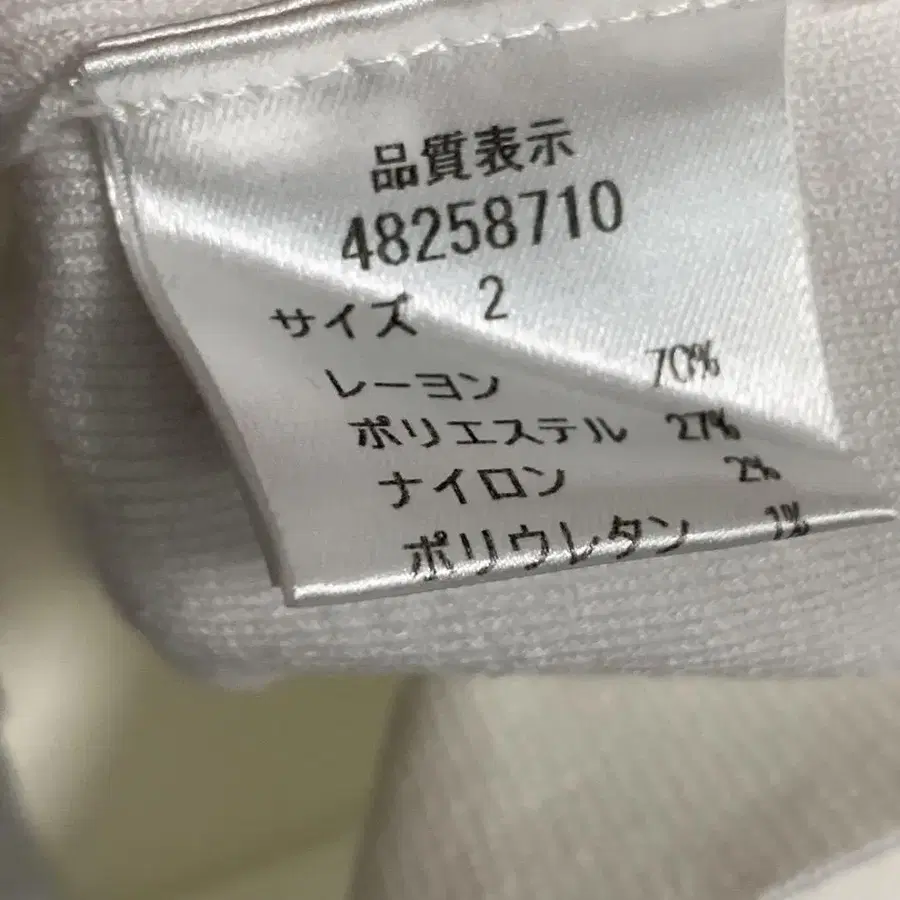 品質表示
48258710
サイズ 2
レーヨン 70%
ポリエステル 27%
ナイロン 2%
ポリウレタン 1%